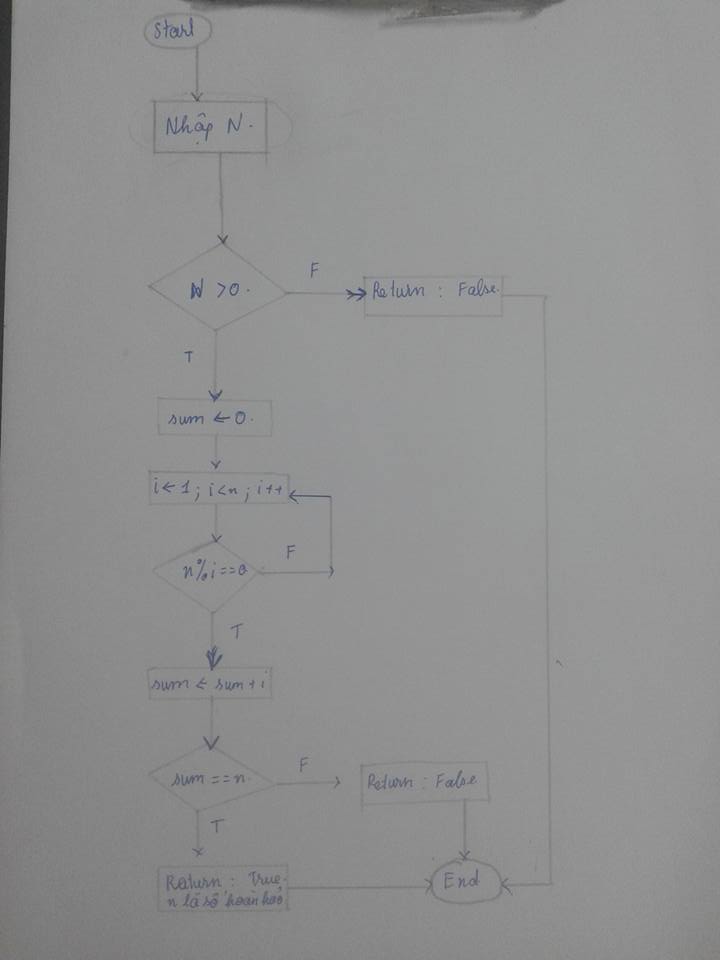 Start
Nhập N.
N >0.
F
Return : False.
T
sum ← 0.
i ← 1 ; i<n ; i++
n%i==0
F
T
sum ← sum + i
sum == n.
F
Return : False
T
Return : True.
n là số hoàn hảo
End